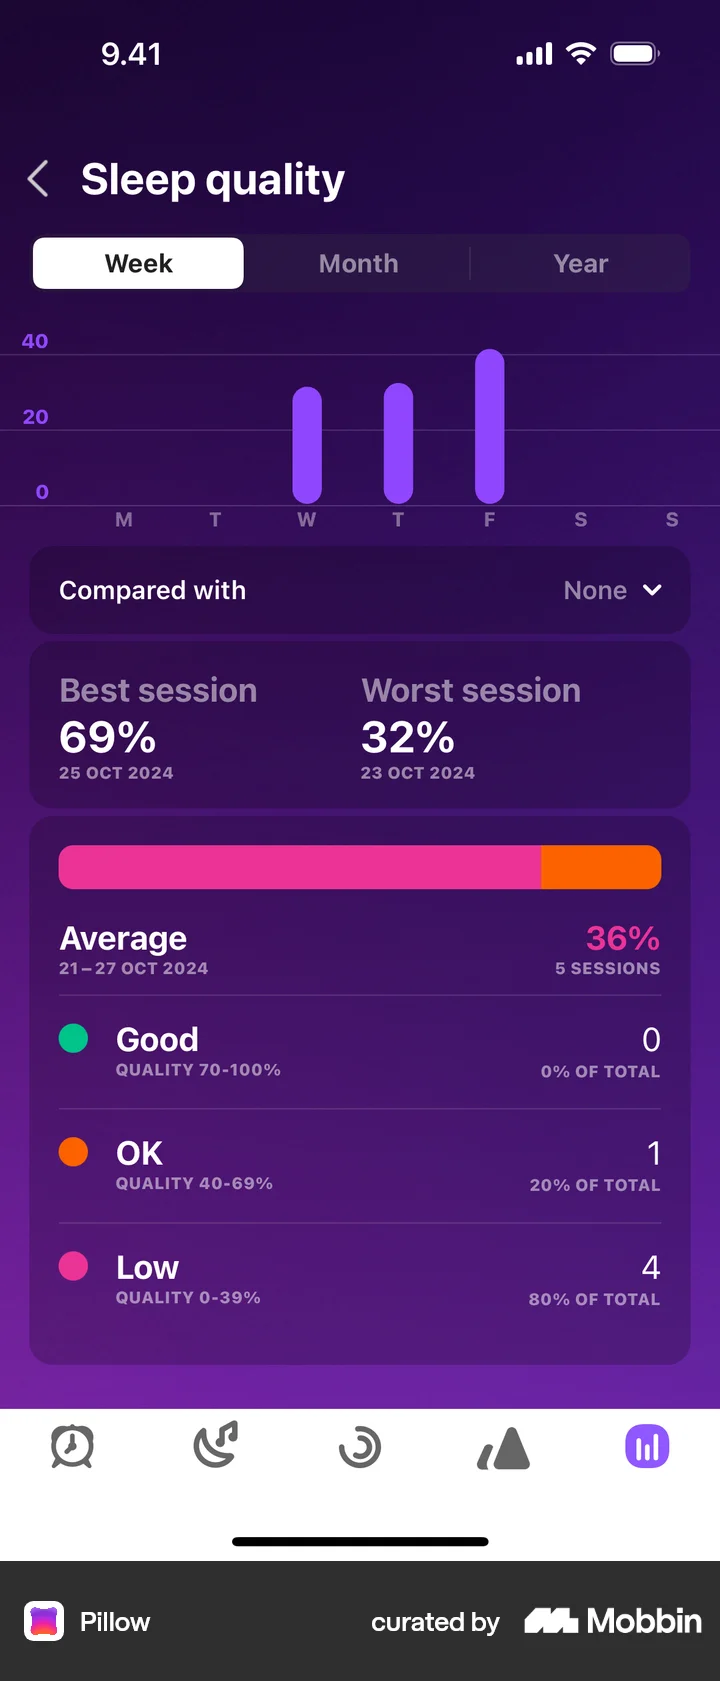 9.41
Sleep quality
Week Month Year
40
20
0
M T W T F S S
Compared with None
Best session Worst session
69% 32%
25 OCT 2024 23 OCT 2024
Average 36%
21–27 OCT 2024 5 SESSIONS
Good 0
QUALITY 70-100% 0% OF TOTAL
OK 1
QUALITY 40-69% 20% OF TOTAL
Low 4
QUALITY 0-39% 80% OF TOTAL
Pillow curated by Mobbin